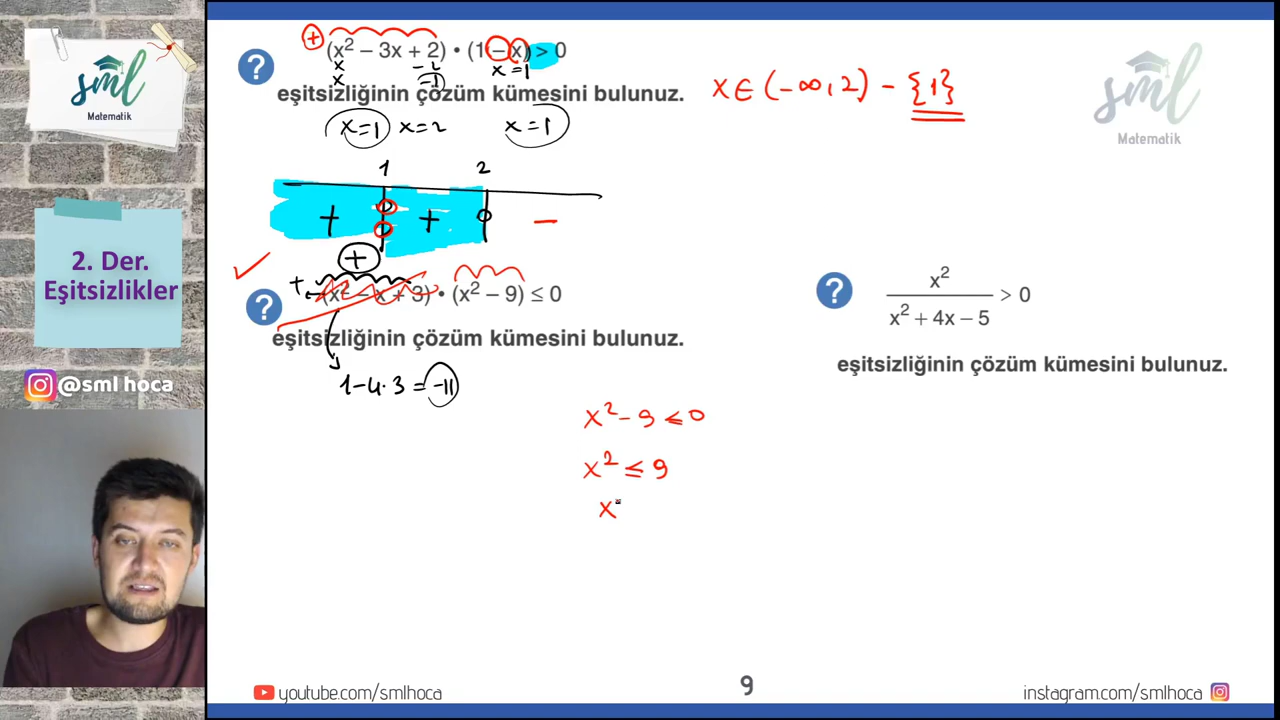 sml
Matematik
2. Der.
Eşitsizlikler
@sml hoca
+
(x² − 3x + 2) • (1 − x) > 0
x −2
x −1
x=1
eşitsizliğinin çözüm kümesini bulunuz.
x=1 x=2 x=1
x ∈ (−∞, 2) − {1}
sml
Matematik
1 2
+ + −
+
+
(x² − x + 3) • (x² − 9) ≤ 0
eşitsizliğinin çözüm kümesini bulunuz.
1−4·3 = −11
x² − 9 ≤ 0
x² ≤ 9
x
x²
x² + 4x − 5
> 0
eşitsizliğinin çözüm kümesini bulunuz.
youtube.com/smlhoca
9
instagram.com/smlhoca